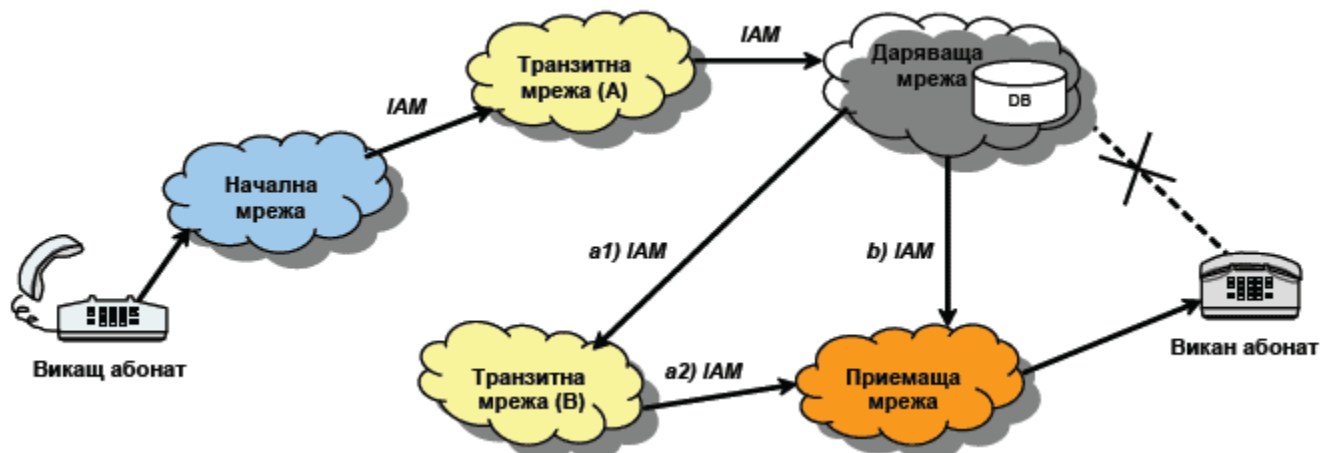 IAM
Транзитна
мрежа (A)
IAM
Даряваща
мрежа
DB
Начална
мрежа
a1) IAM
b) IAM
Викащ абонат
Транзитна
мрежа (B)
a2) IAM
Приемаща
мрежа
Викан абонат